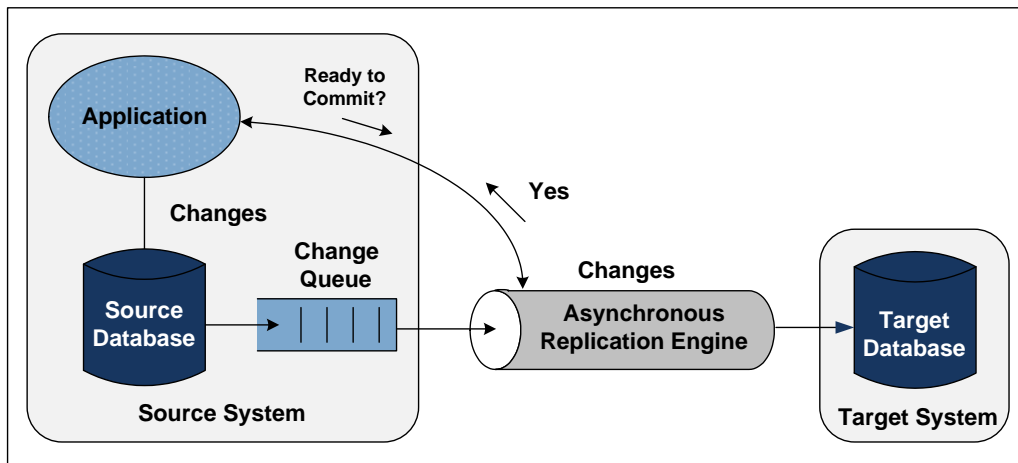 Ready to
Commit?
Application
Yes
Changes
Change
Queue
Changes
Source
Database
Asynchronous
Replication Engine
Target
Database
Source System
Target System